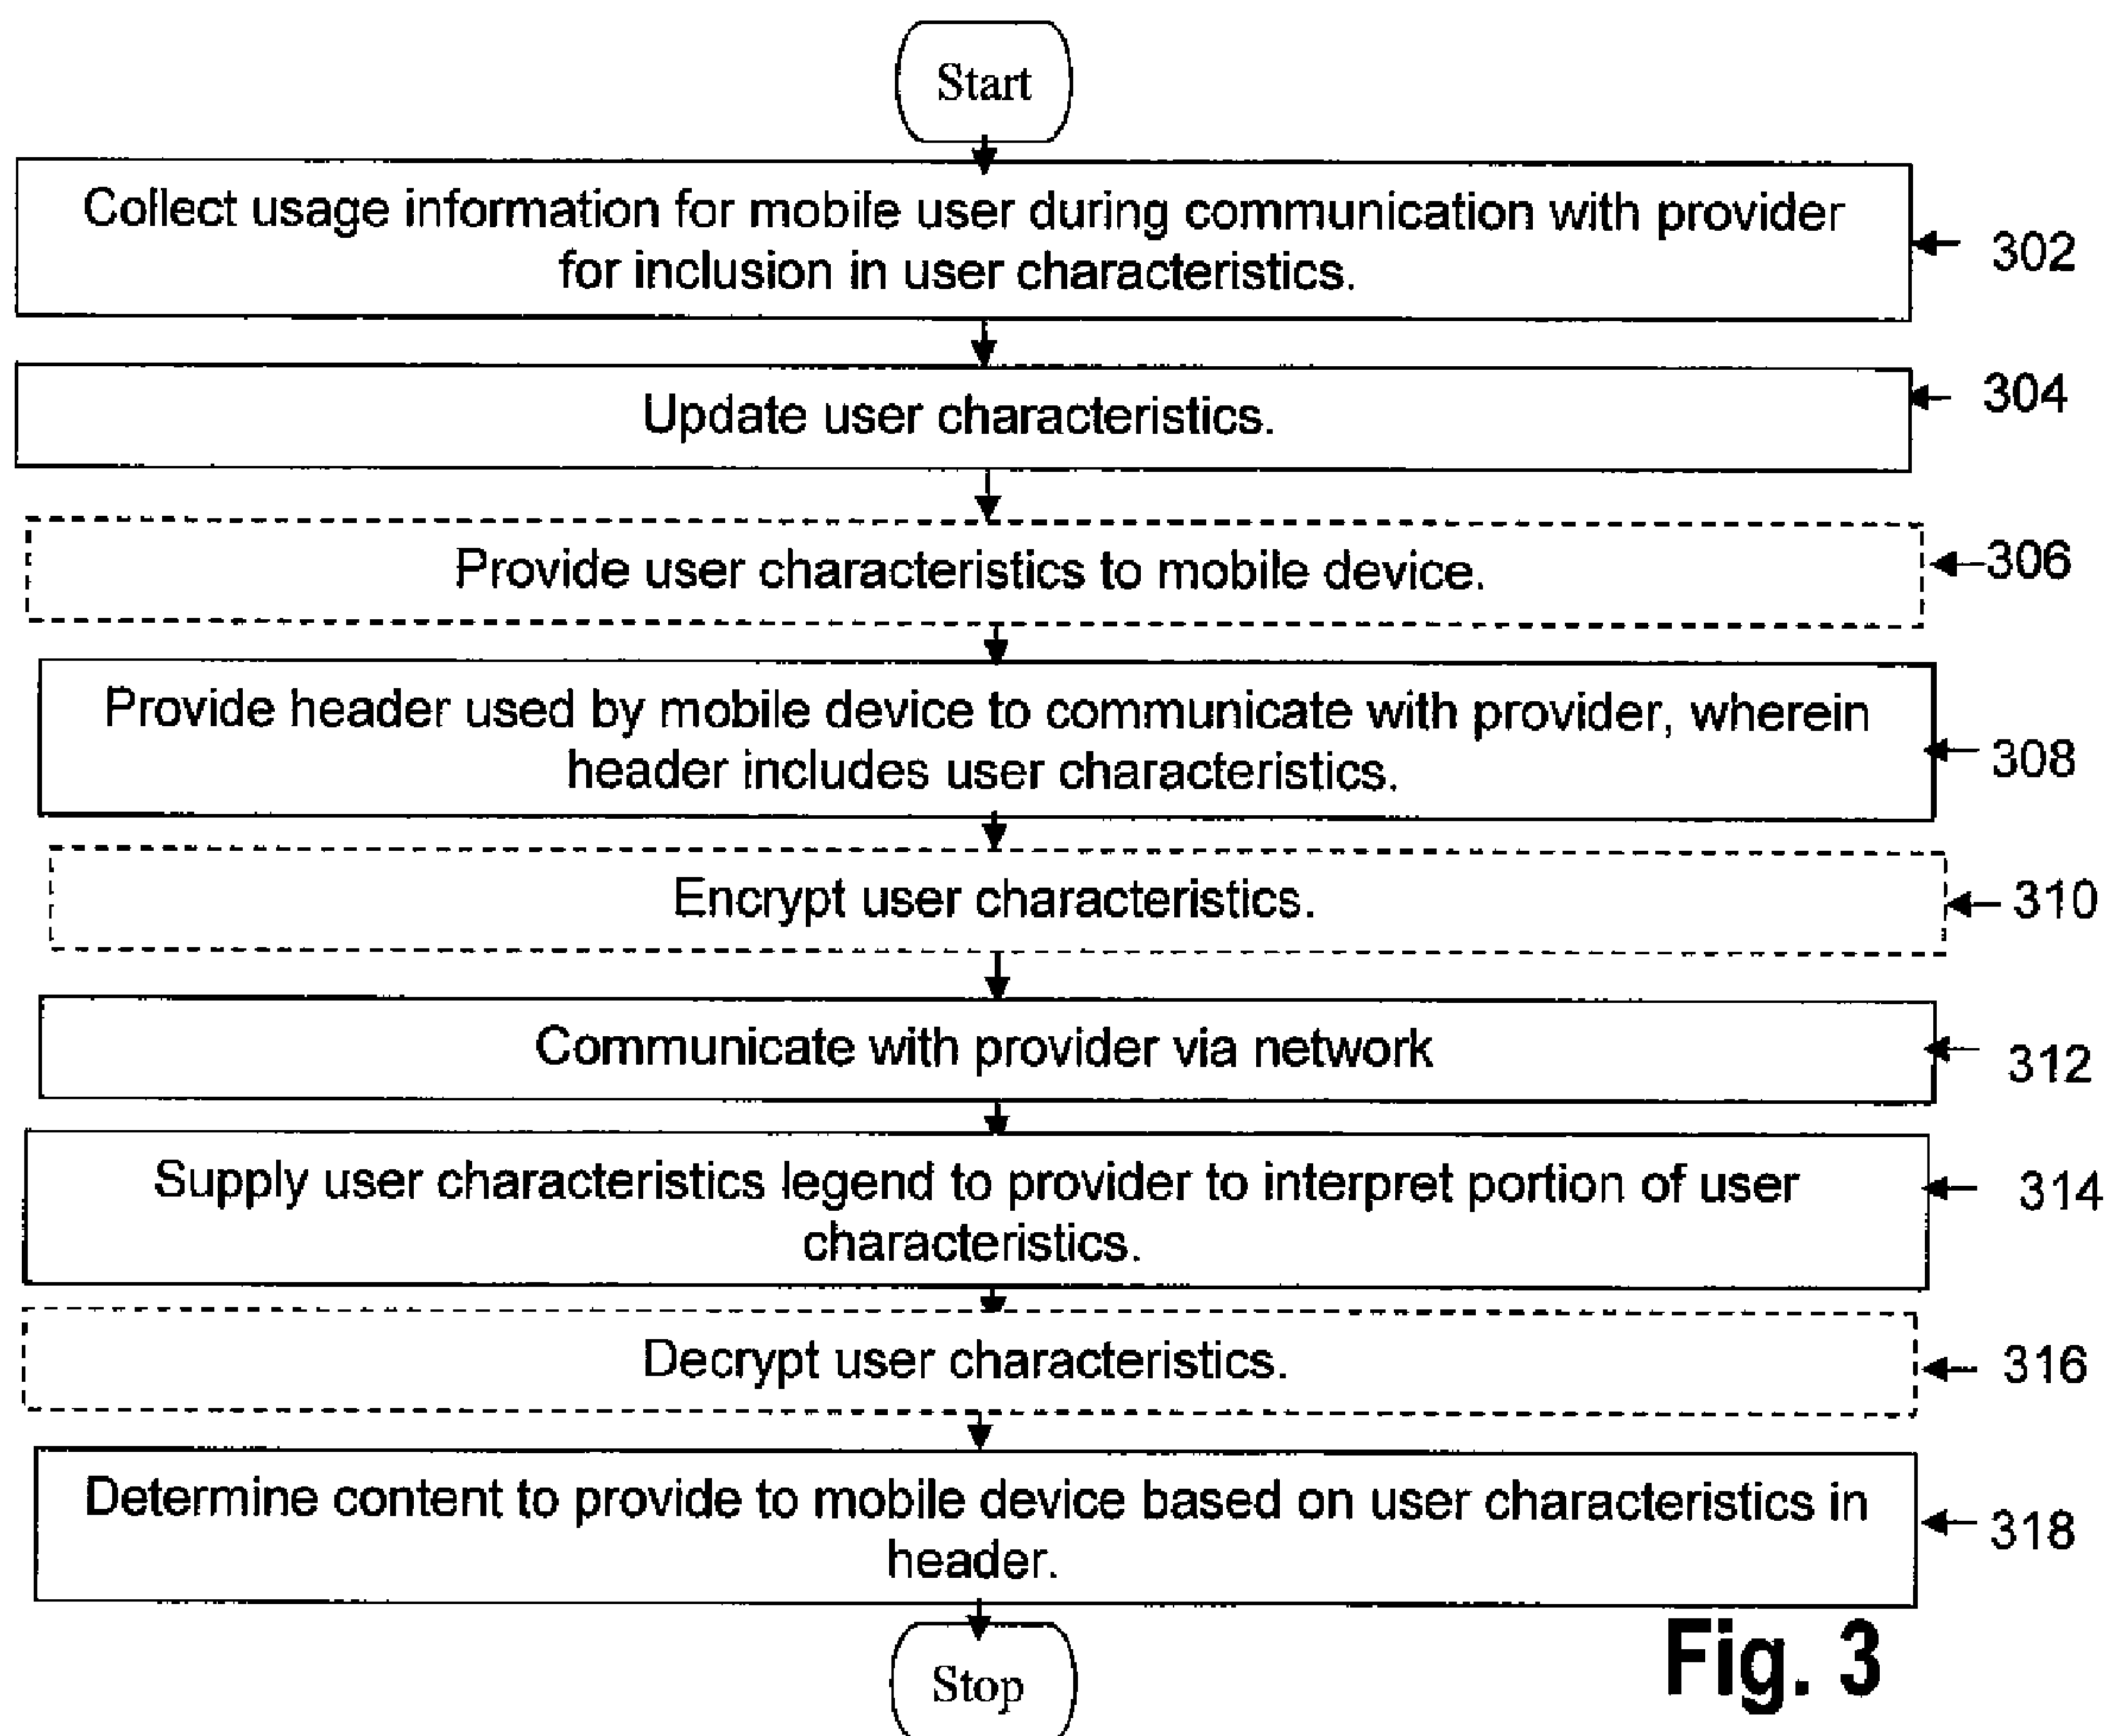 Start
Collect usage information for mobile user during communication with provider
for inclusion in user characteristics.
302
Update user characteristics.
304
Provide user characteristics to mobile device.
306
Provide header used by mobile device to communicate with provider, wherein
header includes user characteristics.
308
Encrypt user characteristics.
310
Communicate with provider via network
312
Supply user characteristics legend to provider to interpret portion of user
characteristics.
314
Decrypt user characteristics.
316
Determine content to provide to mobile device based on user characteristics in
header.
318
Stop
Fig. 3